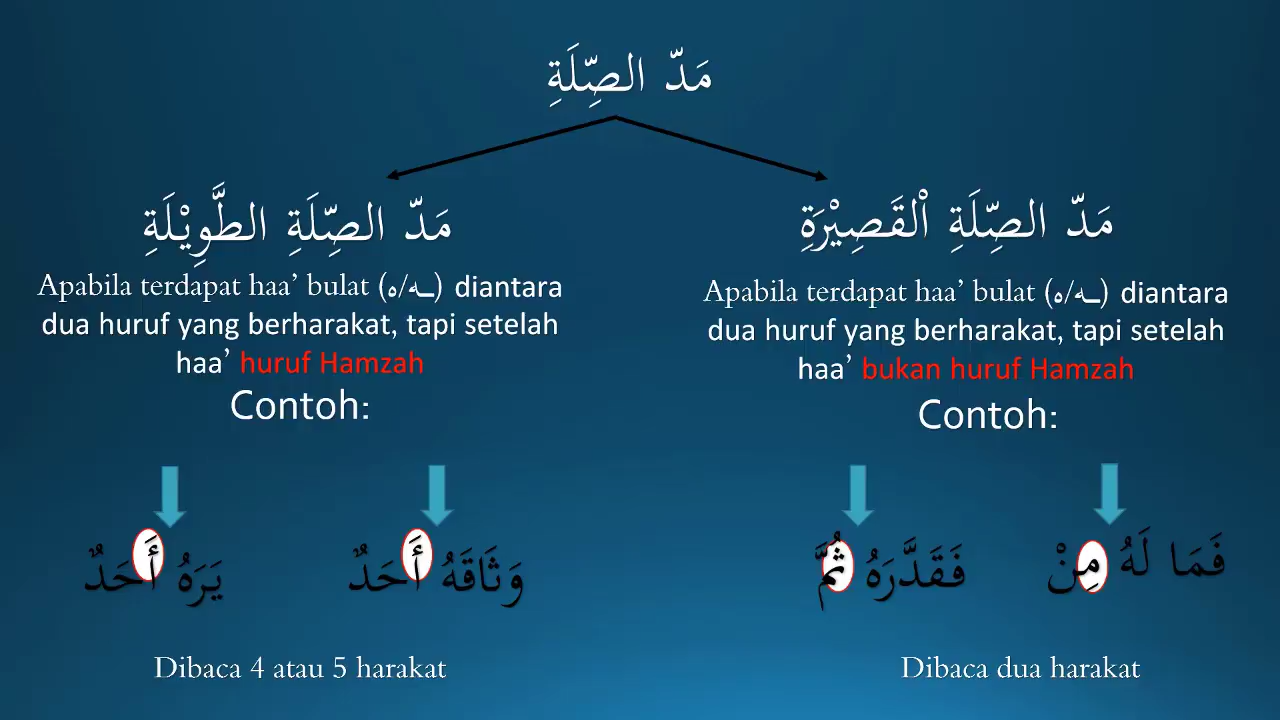 مَدّ الصِّلَةِ
مَدّ الصِّلَةِ الطَّوِيْلَةِ
Apabila terdapat haa’ bulat (ـه/ه) diantara
dua huruf yang berharakat, tapi setelah
haa’ huruf Hamzah
Contoh:
وَثَاقَهُ أَحَدٌ
يَرَهُ أَحَدٌ
Dibaca 4 atau 5 harakat
مَدّ الصِّلَةِ اْلقَصِيْرَةِ
Apabila terdapat haa’ bulat (ـه/ه) diantara
dua huruf yang berharakat, tapi setelah
haa’ bukan huruf Hamzah
Contoh:
فَمَا لَهُ مِنْ
فَقَدَّرَهُ ثُمَّ
Dibaca dua harakat